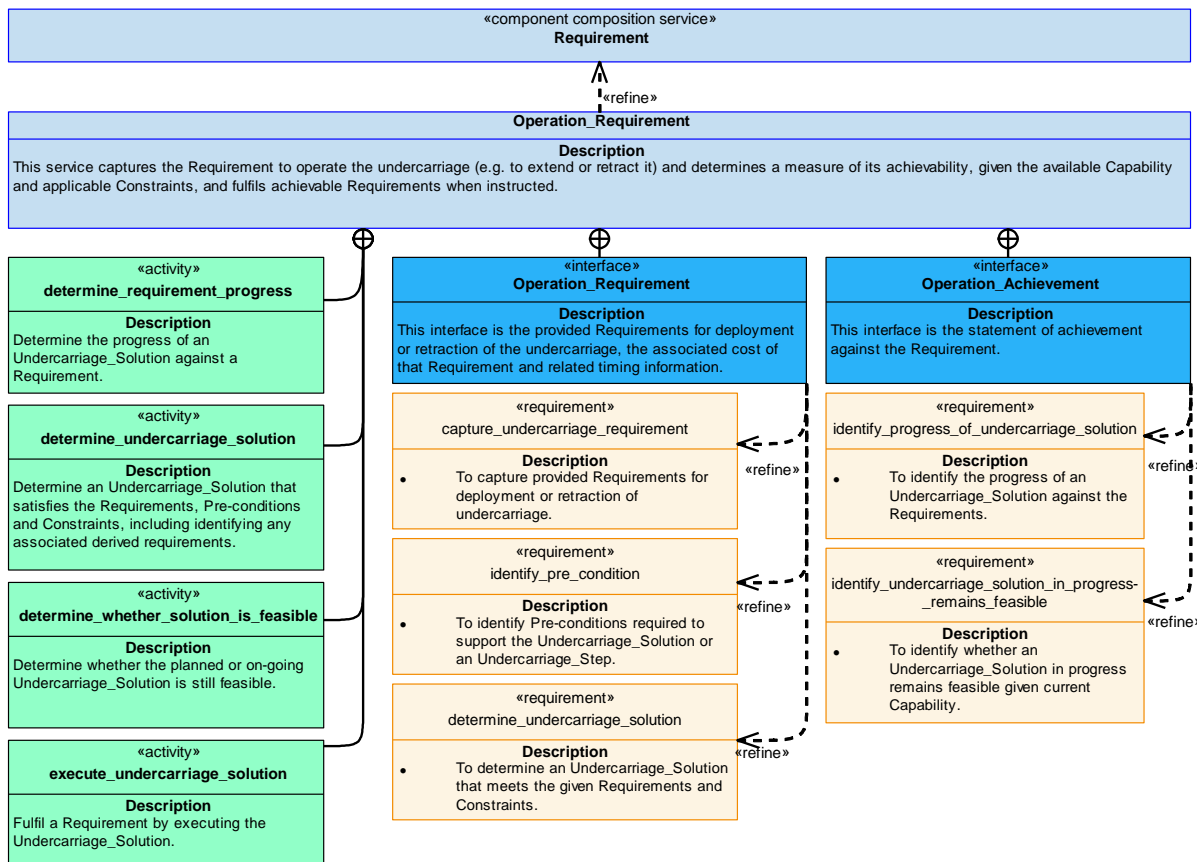 «component composition service»
Requirement
«refine»
Operation_Requirement
Description
This service captures the Requirement to operate the undercarriage (e.g. to extend or retract it) and determines a measure of its achievability, given the available Capability
and applicable Constraints, and fulfils achievable Requirements when instructed.
«activity»
determine_requirement_progress
Description
Determine the progress of an
Undercarriage_Solution against a
Requirement.
«activity»
determine_undercarriage_solution
Description
Determine an Undercarriage_Solution that
satisfies the Requirements, Pre-conditions
and Constraints, including identifying any
associated derived requirements.
«activity»
determine_whether_solution_is_feasible
Description
Determine whether the planned or on-going
Undercarriage_Solution is still feasible.
«activity»
execute_undercarriage_solution
Description
Fulfil a Requirement by executing the
Undercarriage_Solution.
«interface»
Operation_Requirement
Description
This interface is the provided Requirements for deployment
or retraction of the undercarriage, the associated cost of
that Requirement and related timing information.
«requirement»
capture_undercarriage_requirement
Description
• To capture provided Requirements for
deployment or retraction of
undercarriage.
«refine»
«requirement»
identify_pre_condition
Description
• To identify Pre-conditions required to
support the Undercarriage_Solution or
an Undercarriage_Step.
«refine»
«requirement»
determine_undercarriage_solution
Description
• To determine an Undercarriage_Solution
that meets the given Requirements and
Constraints.
«refine»
«interface»
Operation_Achievement
Description
This interface is the statement of achievement
against the Requirement.
«requirement»
identify_progress_of_undercarriage_solution
Description
• To identify the progress of an
Undercarriage_Solution against the
Requirements.
«refine»
«requirement»
identify_undercarriage_solution_in_progress-
_remains_feasible
Description
• To identify whether an
Undercarriage_Solution in progress
remains feasible given current
Capability.
«refine»